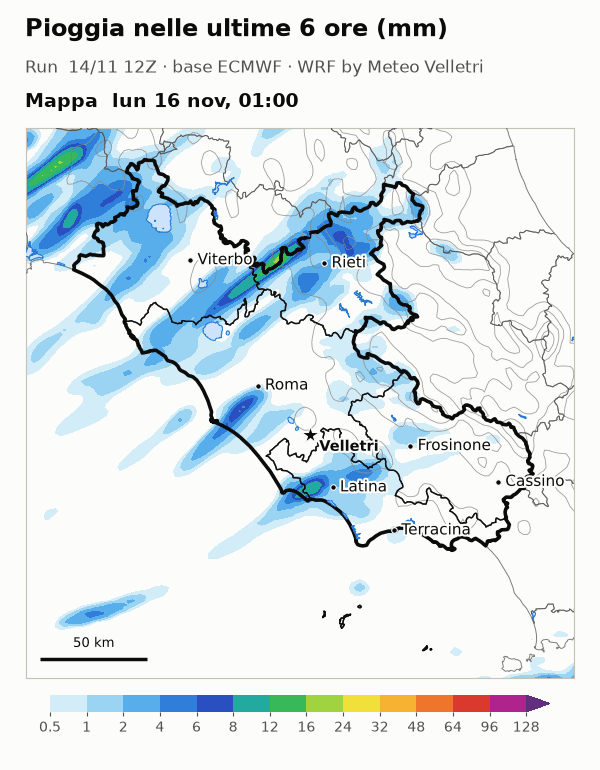 Pioggia nelle ultime 6 ore (mm)
Run 14/11 12Z · base ECMWF · WRF by Meteo Velletri
Mappa lun 16 nov, 01:00
Viterbo
Rieti
Roma
Velletri
Frosinone
Latina
Cassino
Terracina
50 km
0.5 1 2 4 6 8 12 16 24 32 48 64 96 128